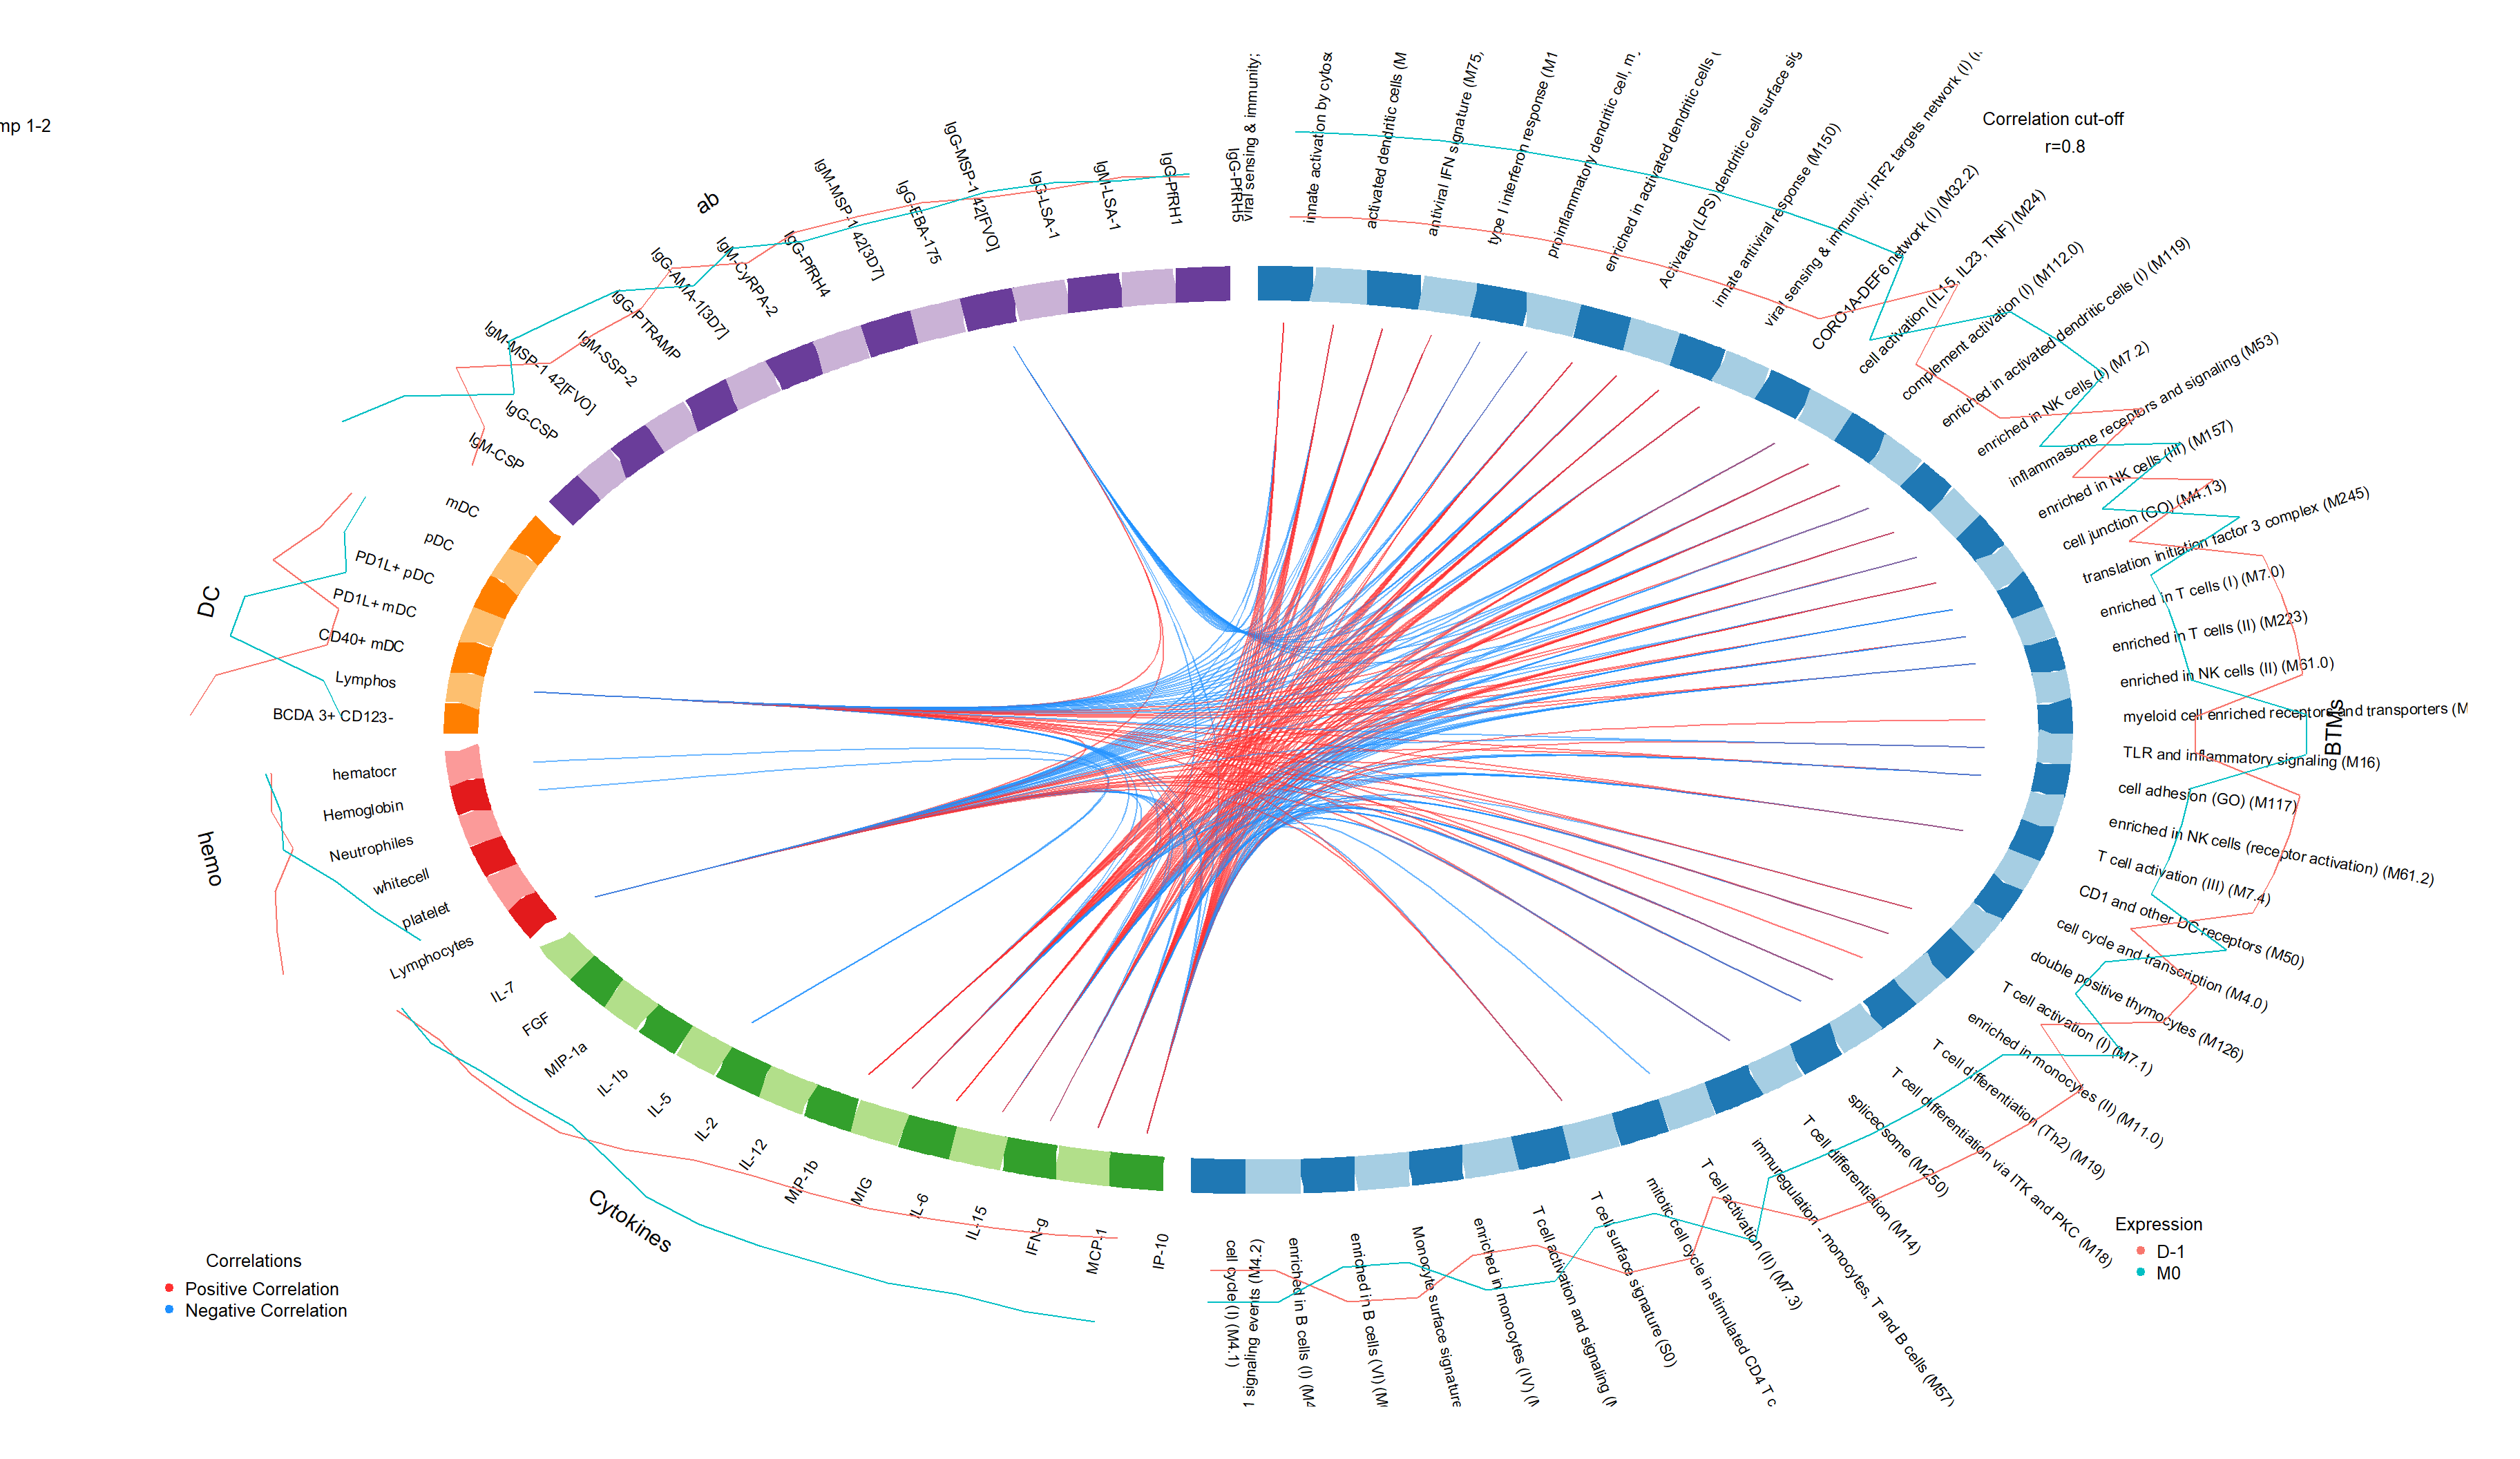 mp 1-2
Correlation cut-off
r=0.8
ab
IgG-PfRH5
IgG-PfRH1
IgM-LSA-1
IgG-LSA-1
IgG-MSP-1 42[FVO]
IgG-EBA-175
IgM-MSP-1 42[3D7]
IgG-PfRH4
IgM-CyRPA-2
IgG-AMA-1[3D7]
IgG-PTRAMP
IgM-SSP-2
IgM-MSP-1 42[FVO]
IgG-CSP
IgM-CSP
DC
mDC
pDC
PD1L+ pDC
PD1L+ mDC
CD40+ mDC
Lymphos
BCDA 3+ CD123-
hemo
hematocr
Hemoglobin
Neutrophiles
whitecell
platelet
Lymphocytes
Cytokines
IL-7
FGF
MIP-1a
IL-1b
IL-5
IL-2
IL-12
MIP-1b
MIG
IL-6
IL-15
IFN-g
MCP-1
IP-10
BTMs
viral sensing & immunity;
innate activation by cytos
activated dendritic cells (M
antiviral IFN signature (M75)
type I interferon response (M1
proinflammatory dendritic cell, m
enriched in activated dendritic cells (
Activated (LPS) dendritic cell surface sig
innate antiviral response (M150)
viral sensing & immunity; IRF2 targets network (I) (
CORO1A-DEF6 network (I) (M32.2)
cell activation (IL15, IL23, TNF) (M24)
complement activation (I) (M112.0)
enriched in activated dendritic cells (I) (M119)
enriched in NK cells (I) (M7.2)
inflammasome receptors and signaling (M53)
enriched in NK cells (III) (M157)
cell junction (GO) (M4.13)
translation initiation factor 3 complex (M245)
enriched in T cells (I) (M7.0)
enriched in T cells (II) (M223)
enriched in NK cells (II) (M61.0)
myeloid cell enriched receptors and transporters (M
TLR and inflammatory signaling (M16)
cell adhesion (GO) (M117)
enriched in NK cells (receptor activation) (M61.2)
T cell activation (III) (M7.4)
CD1 and other DC receptors (M50)
cell cycle and transcription (M4.0)
double positive thymocytes (M126)
T cell activation (I) (M7.1)
enriched in monocytes (II) (M11.0)
T cell differentiation (Th2) (M19)
T cell differentiation via ITK and PKC (M18)
spliceosome (M250)
T cell differentiation (M14)
immuregulation - monocytes, T and B cells (M57)
T cell activation (II) (M7.3)
mitotic cell cycle in stimulated CD4 T c
T cell surface signature (S0)
T cell activation and signaling (M
enriched in monocytes (IV) (M
Monocyte surface signature
enriched in B cells (VI) (M
enriched in B cells (I) (M4
signaling events (M4.2)
cell cycle (I) (M4.1)
Correlations
Positive Correlation
Negative Correlation
Expression
D-1
M0